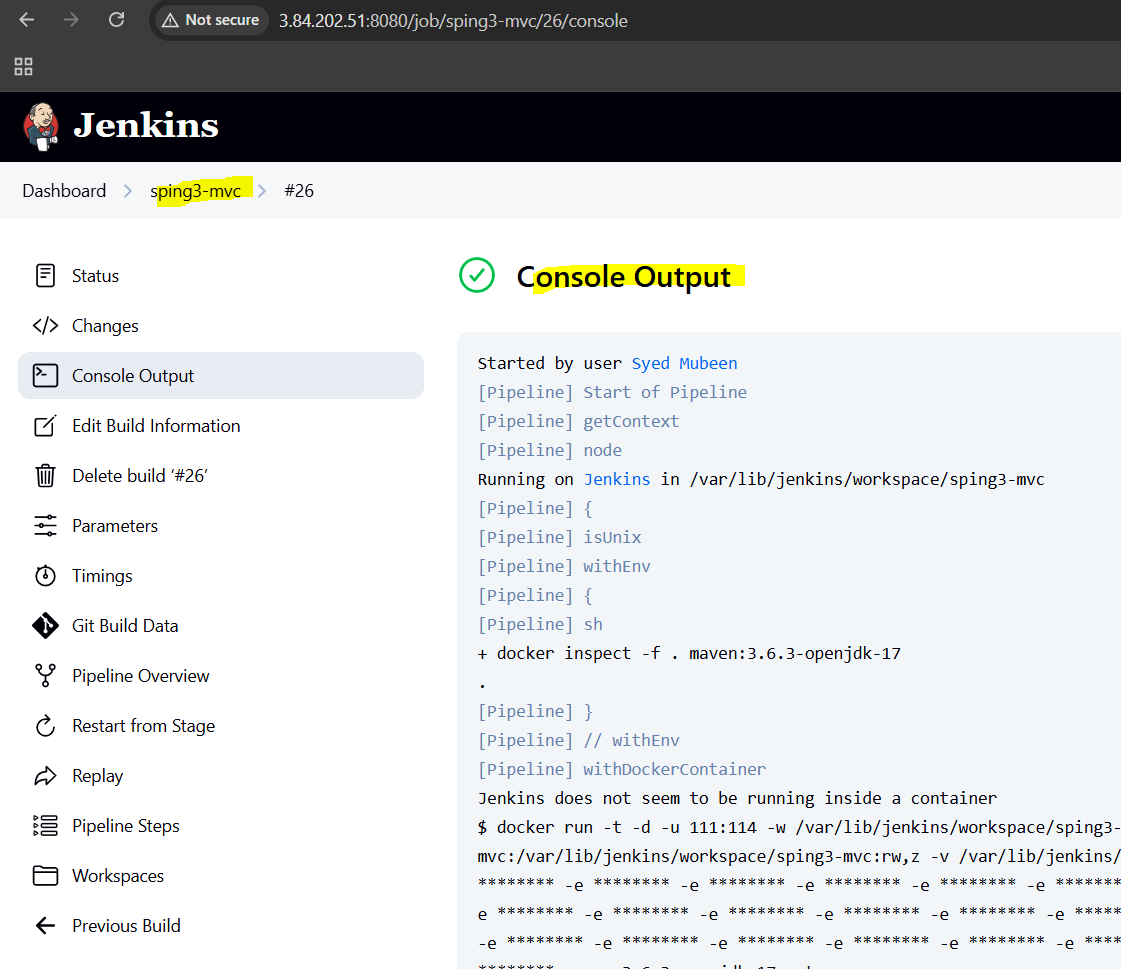 Not secure 3.84.202.51:8080/job/sping3-mvc/26/console
Jenkins
Dashboard > sping3-mvc > #26
Status
Changes
Console Output
Edit Build Information
Delete build ‘#26’
Parameters
Timings
Git Build Data
Pipeline Overview
Restart from Stage
Replay
Pipeline Steps
Workspaces
Previous Build
Console Output
Started by user Syed Mubeen
[Pipeline] Start of Pipeline
[Pipeline] getContext
[Pipeline] node
Running on Jenkins in /var/lib/jenkins/workspace/sping3-mvc
[Pipeline] {
[Pipeline] isUnix
[Pipeline] withEnv
[Pipeline] {
[Pipeline] sh
+ docker inspect -f . maven:3.6.3-openjdk-17
.
[Pipeline] }
[Pipeline] // withEnv
[Pipeline] withDockerContainer
Jenkins does not seem to be running inside a container
$ docker run -t -d -u 111:114 -w /var/lib/jenkins/workspace/sping3-
mvc:/var/lib/jenkins/workspace/sping3-mvc:rw,z -v /var/lib/jenkins/
******** -e ******** -e ******** -e ******** -e ******** -e *******
e ******** -e ******** -e ******** -e ******** -e ******** -e *****
-e ******** -e ******** -e ******** -e ******** -e ******** -e ****